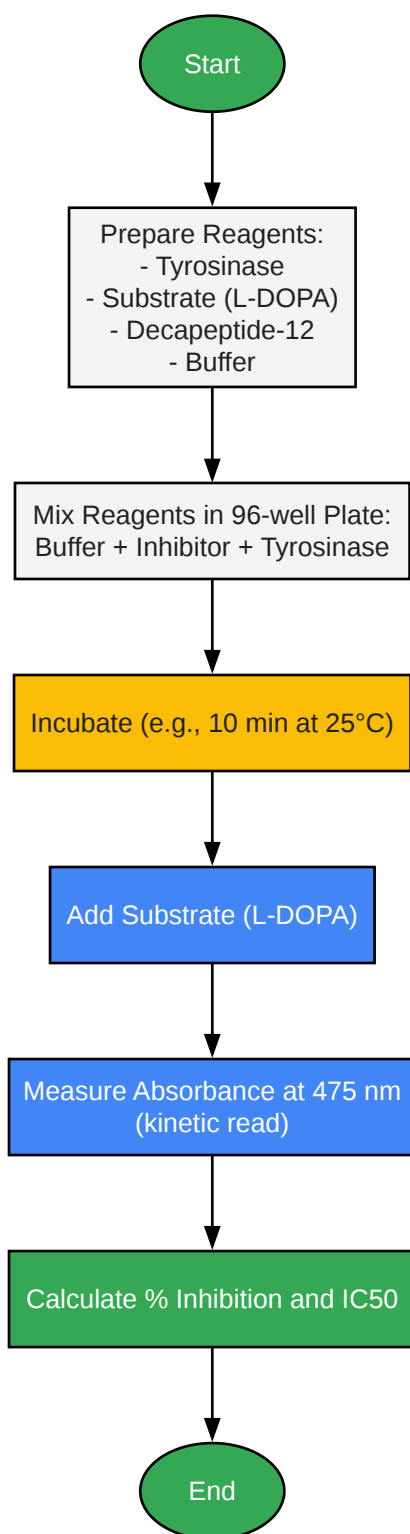 Start
Prepare Reagents:
- Tyrosinase
- Substrate (L-DOPA)
- Decapeptide-12
- Buffer
Mix Reagents in 96-well Plate:
Buffer + Inhibitor + Tyrosinase
Incubate (e.g., 10 min at 25°C)
Add Substrate (L-DOPA)
Measure Absorbance at 475 nm
(kinetic read)
Calculate % Inhibition and IC50
End